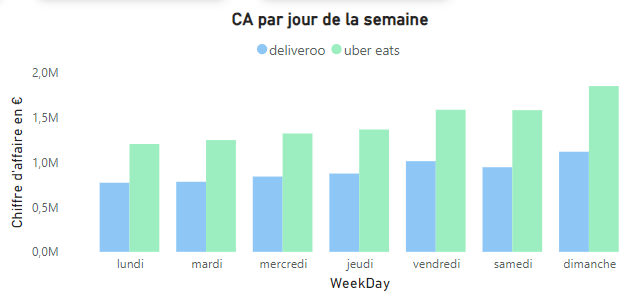 CA par jour de la semaine
deliveroo uber eats
Chiffre d'affaire en €
2,0M
1,5M
1,0M
0,5M
0,0M
lundi mardi mercredi jeudi vendredi samedi dimanche
WeekDay